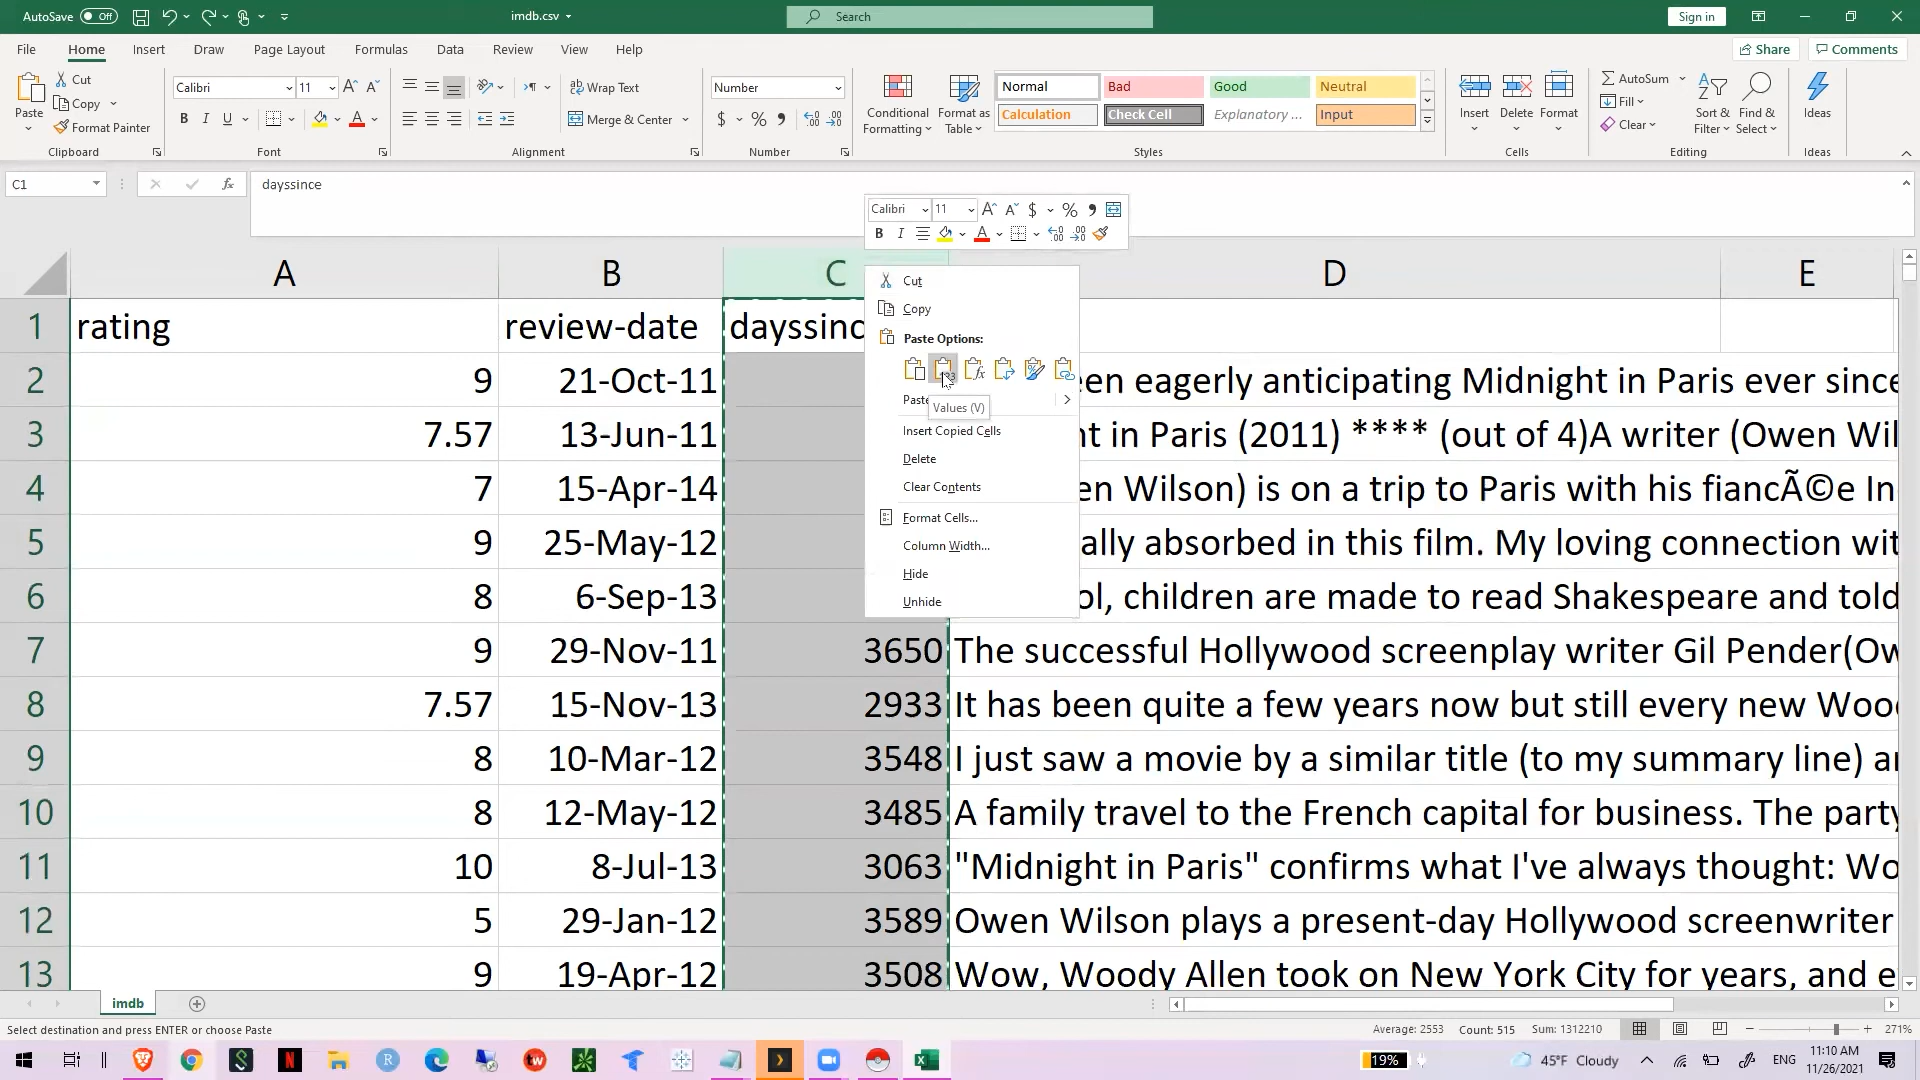 AutoSave Off imdb.csv Search Sign in
File Home Insert Draw Page Layout Formulas Data Review View Help Share Comments
Cut
Copy
Paste
Format Painter
Clipboard
Calibri 11
B I U
Font
Wrap Text
Merge & Center
Alignment
Number
$ % 9
Number
Conditional Formatting
Format as Table
Normal Bad Good Neutral
Calculation Check Cell Explanatory ... Input
Styles
Insert Delete Format
Cells
AutoSum
Fill
Clear
Sort & Filter
Find & Select
Editing
Ideas
Ideas
C1 fx dayssince
Calibri 11 $ % 9
B I A
A B C D E
1 rating review-date dayssinc
2 9 21-Oct-11 en eagerly anticipating Midnight in Paris ever since
3 7.57 13-Jun-11 nt in Paris (2011) **** (out of 4)A writer (Owen Wil
4 7 15-Apr-14 en Wilson) is on a trip to Paris with his fiancÃ©e In
5 9 25-May-12 ally absorbed in this film. My loving connection wit
6 8 6-Sep-13 ol, children are made to read Shakespeare and told
7 9 29-Nov-11 3650 The successful Hollywood screenplay writer Gil Pender(Ow
8 7.57 15-Nov-13 2933 It has been quite a few years now but still every new Wood
9 8 10-Mar-12 3548 I just saw a movie by a similar title (to my summary line) a
10 8 12-May-12 3485 A family travel to the French capital for business. The party
11 10 8-Jul-13 3063 "Midnight in Paris" confirms what I've always thought: Wo
12 5 29-Jan-12 3589 Owen Wilson plays a present-day Hollywood screenwriter
13 9 19-Apr-12 3508 Wow, Woody Allen took on New York City for years, and e
Cut
Copy
Paste Options:
Paste
Values (V)
Insert Copied Cells
Delete
Clear Contents
Format Cells...
Column Width...
Hide
Unhide
imdb
Select destination and press ENTER or choose Paste Average: 2553 Count: 515 Sum: 1312210 271%
19% 45°F Cloudy ENG 11:10 AM
11/26/2021